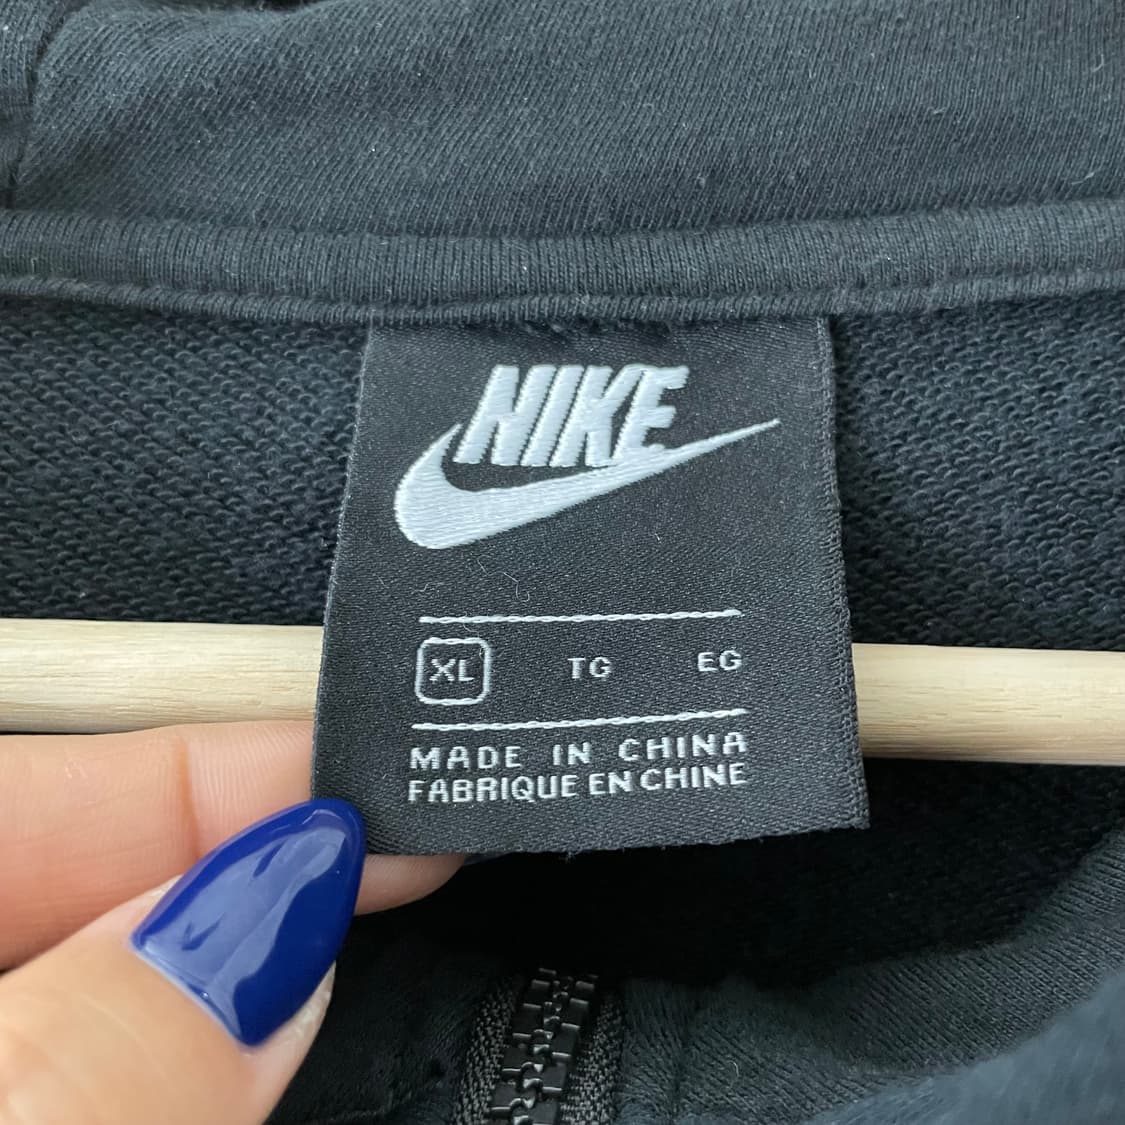 NIKE
XL TG EG
MADE IN CHINA
FABRIQUE EN CHINE